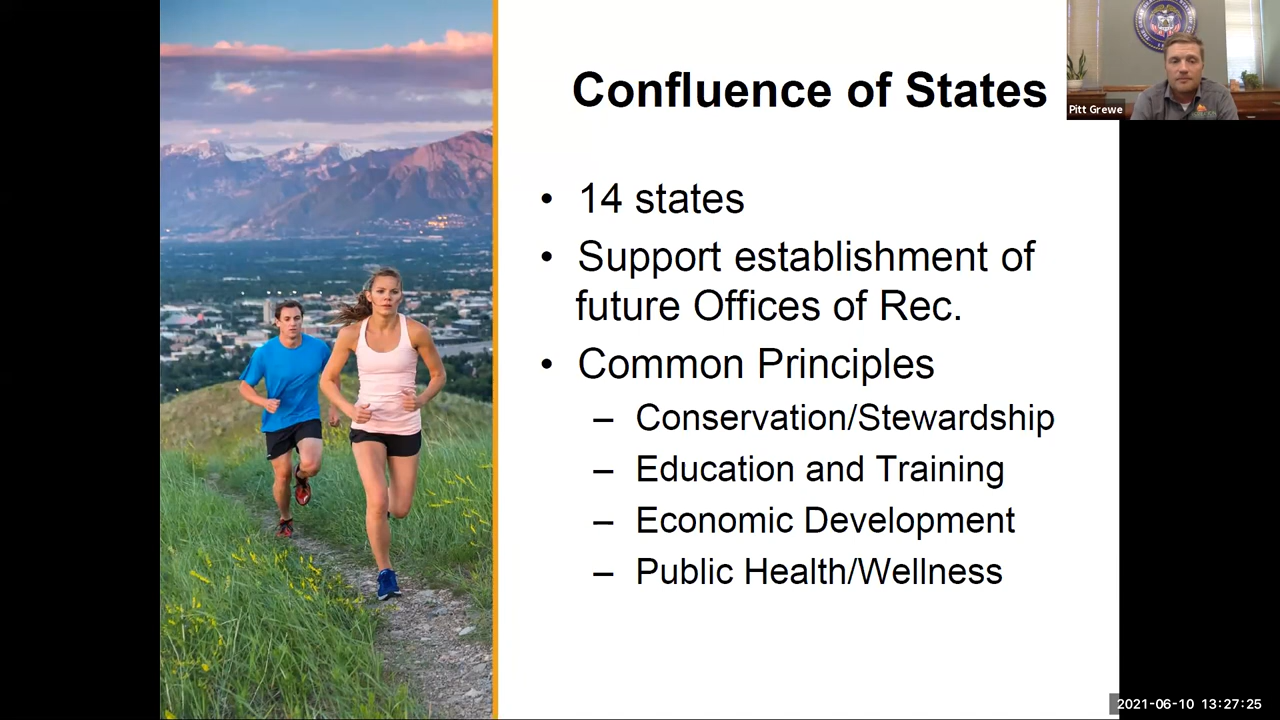 Confluence of States
Pitt Grewe
• 14 states
• Support establishment of
future Offices of Rec.
• Common Principles
– Conservation/Stewardship
– Education and Training
– Economic Development
– Public Health/Wellness
2021-06-10 13:27:25